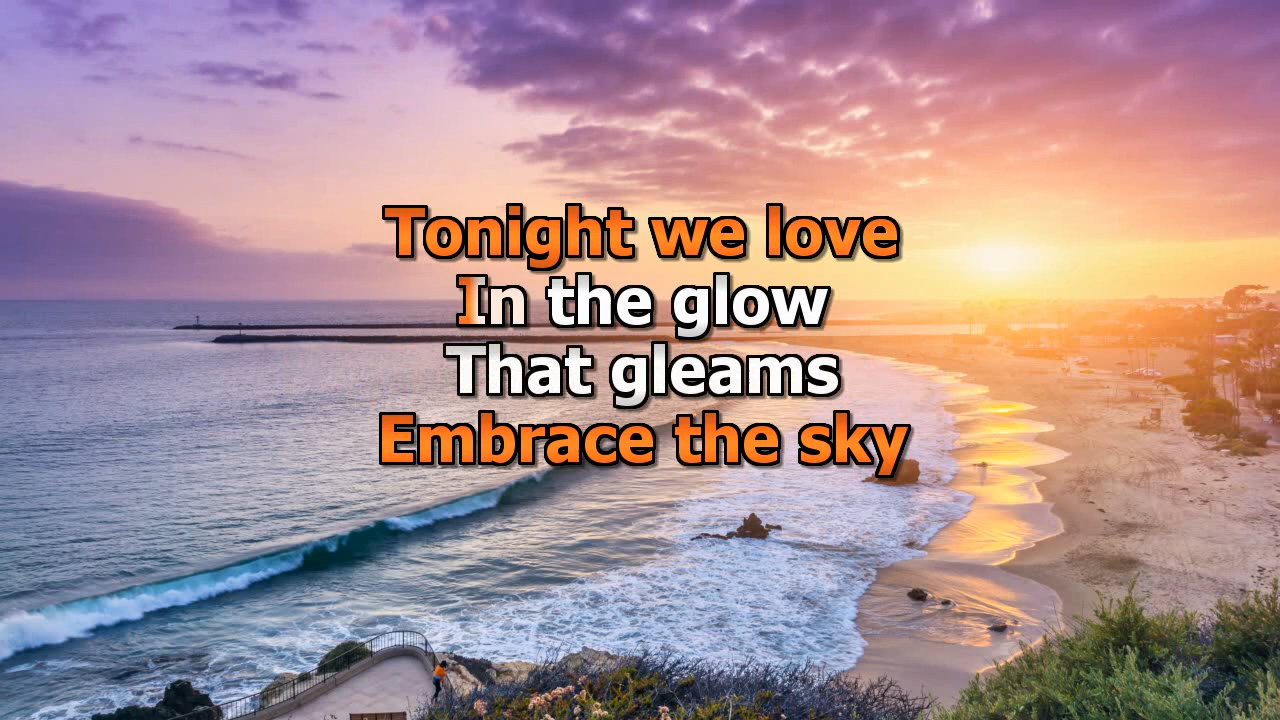 Tonight we love
In the glow
That gleams
Embrace the sky